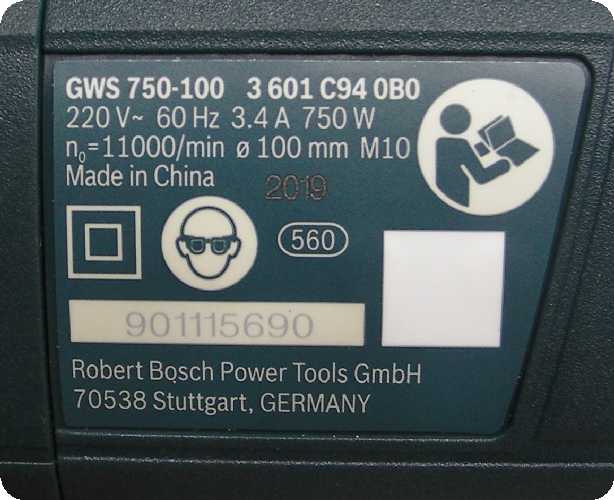 GWS 750-100 3 601 C94 0B0
220 V~ 60 Hz 3.4 A 750 W
n₀=11000/min ø 100 mm M10
Made in China 2019
560
901115690
Robert Bosch Power Tools GmbH
70538 Stuttgart, GERMANY